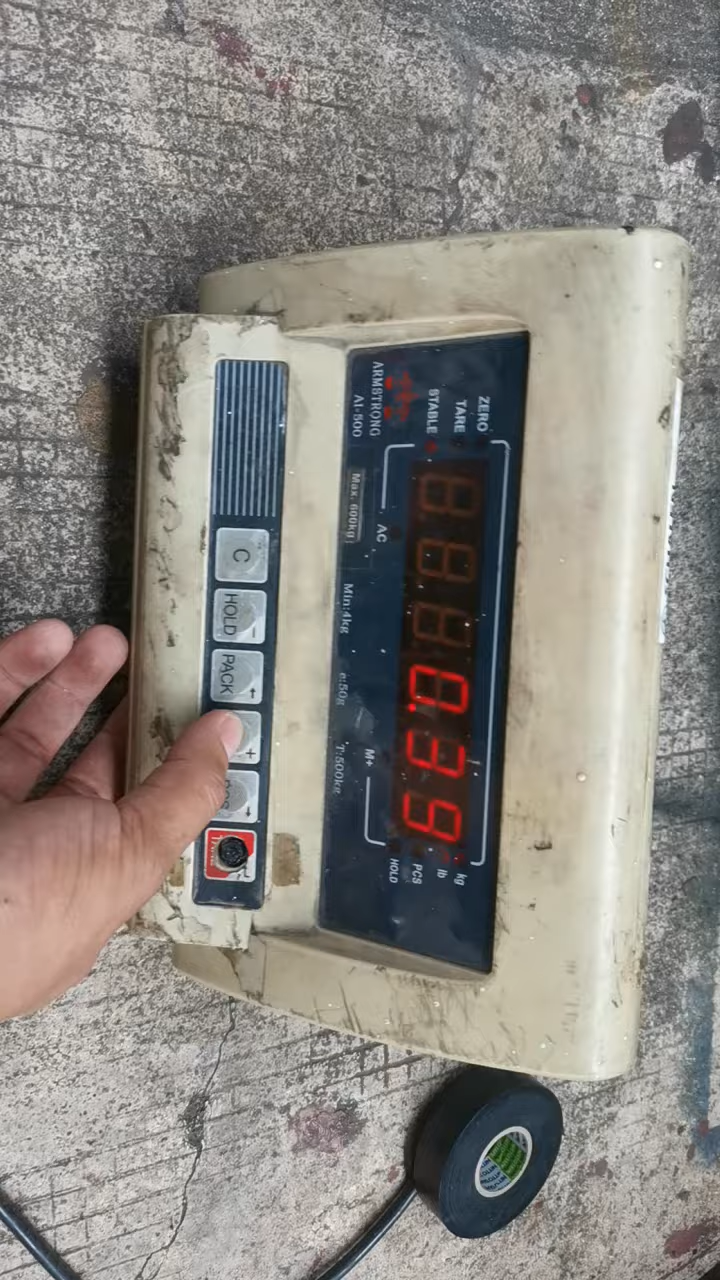 ARMSTRONG
AI-500
ZERO
TARE
STABLE
0.39
kg
lb
PCS
HOLD
AC
M+
Max. 600kg
Min:4kg
e:50g
T:500kg
C
HOLD −
PACK ←
+
→